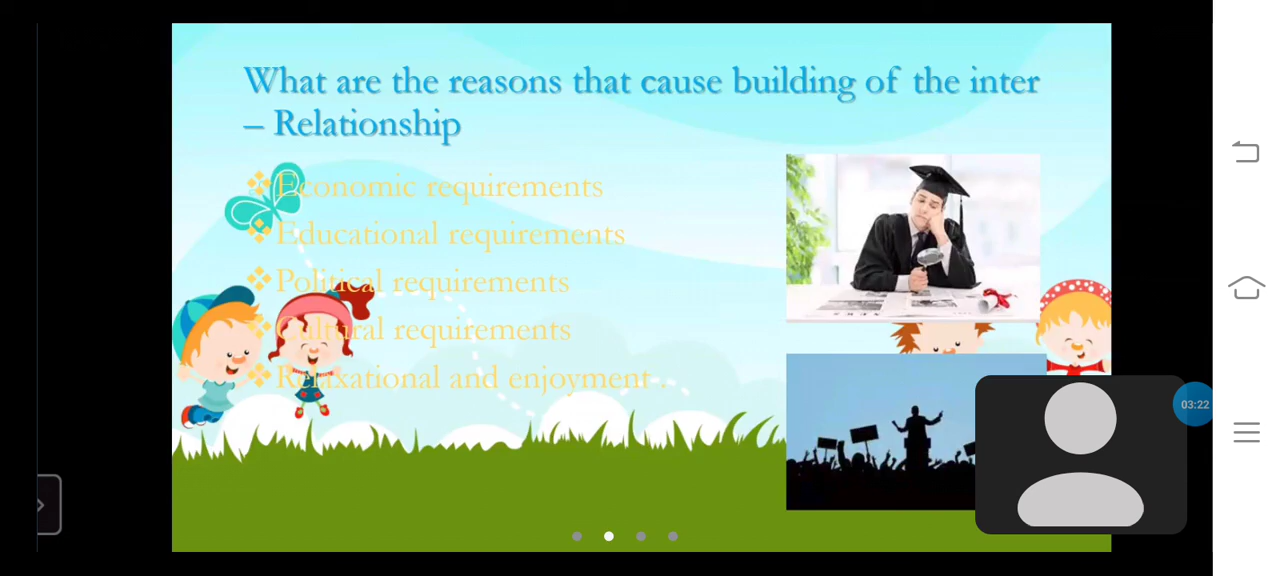 What are the reasons that cause building of the inter
– Relationship
❖Economic requirements
❖Educational requirements
❖Political requirements
❖Cultural requirements
❖Relaxational and enjoyment .
03:22